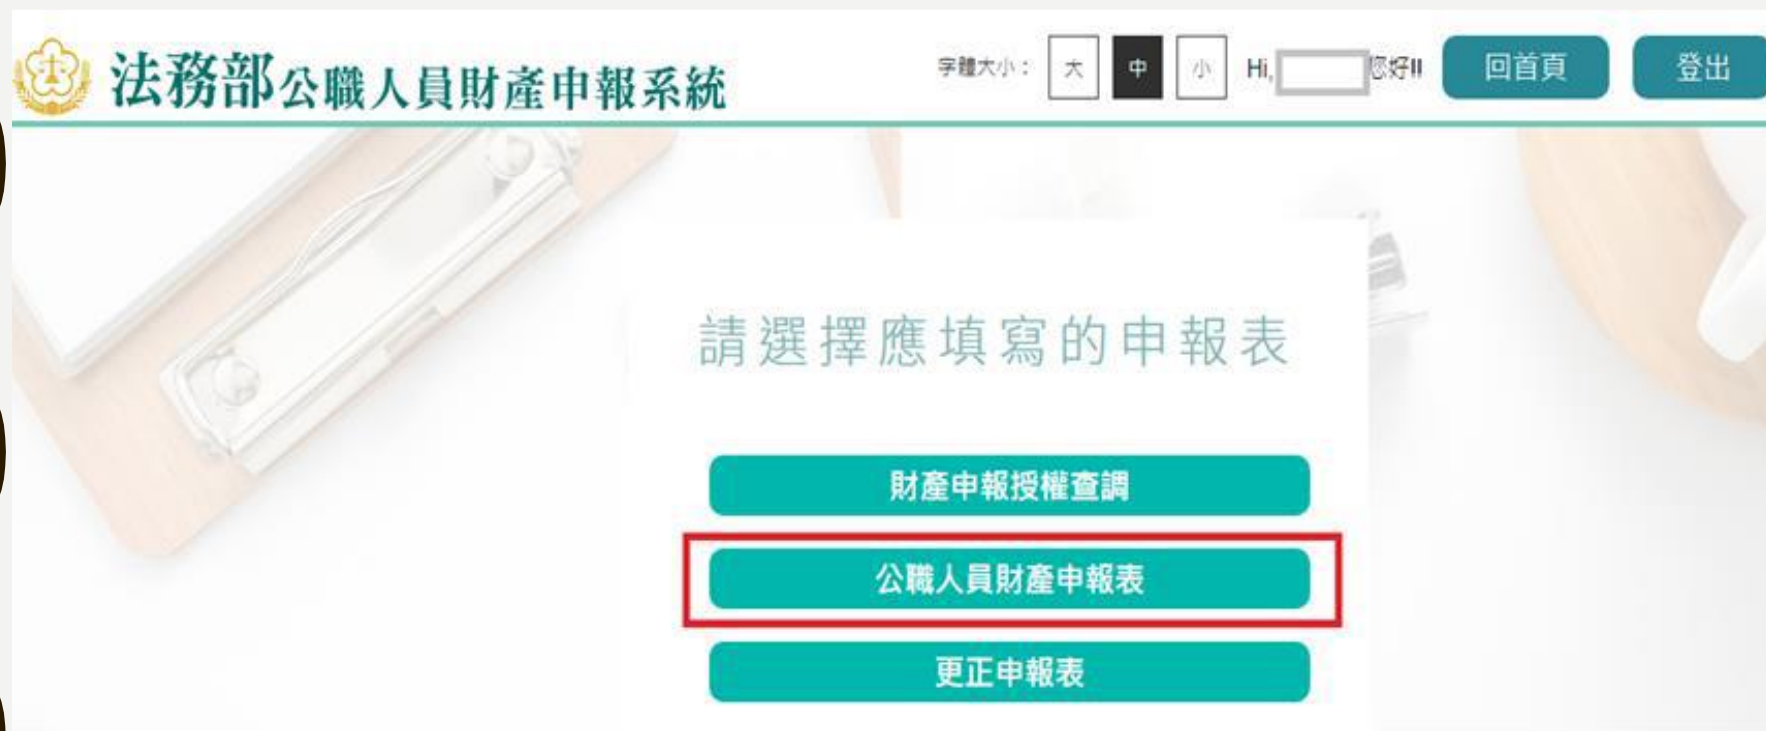 法務部公職人員財產申報系統
字體大小： 大 中 小 Hi, 您好!! 回首頁 登出
請選擇應填寫的申報表
財產申報授權查調
公職人員財產申報表
更正申報表